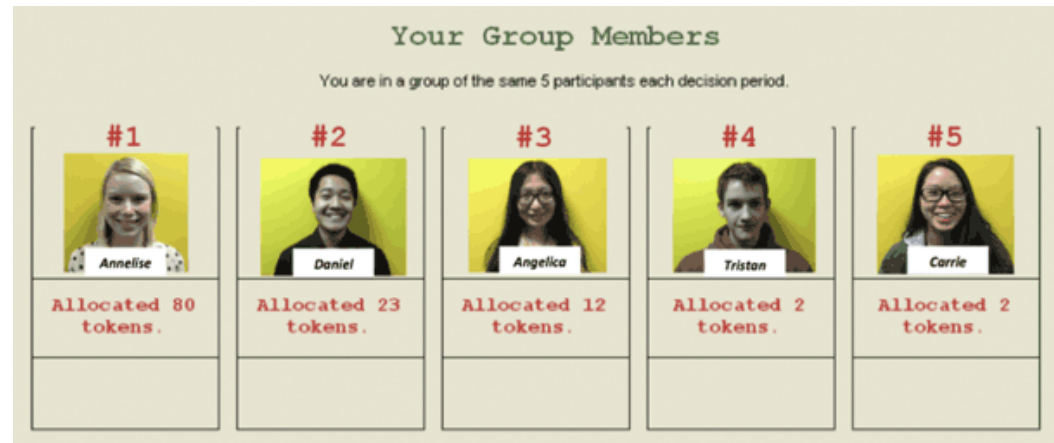 Your Group Members
You are in a group of the same 5 participants each decision period.
#1
#2
#3
#4
#5
Annelise
Daniel
Angelica
Tristan
Carrie
Allocated 80
tokens.
Allocated 23
tokens.
Allocated 12
tokens.
Allocated 2
tokens.
Allocated 2
tokens.